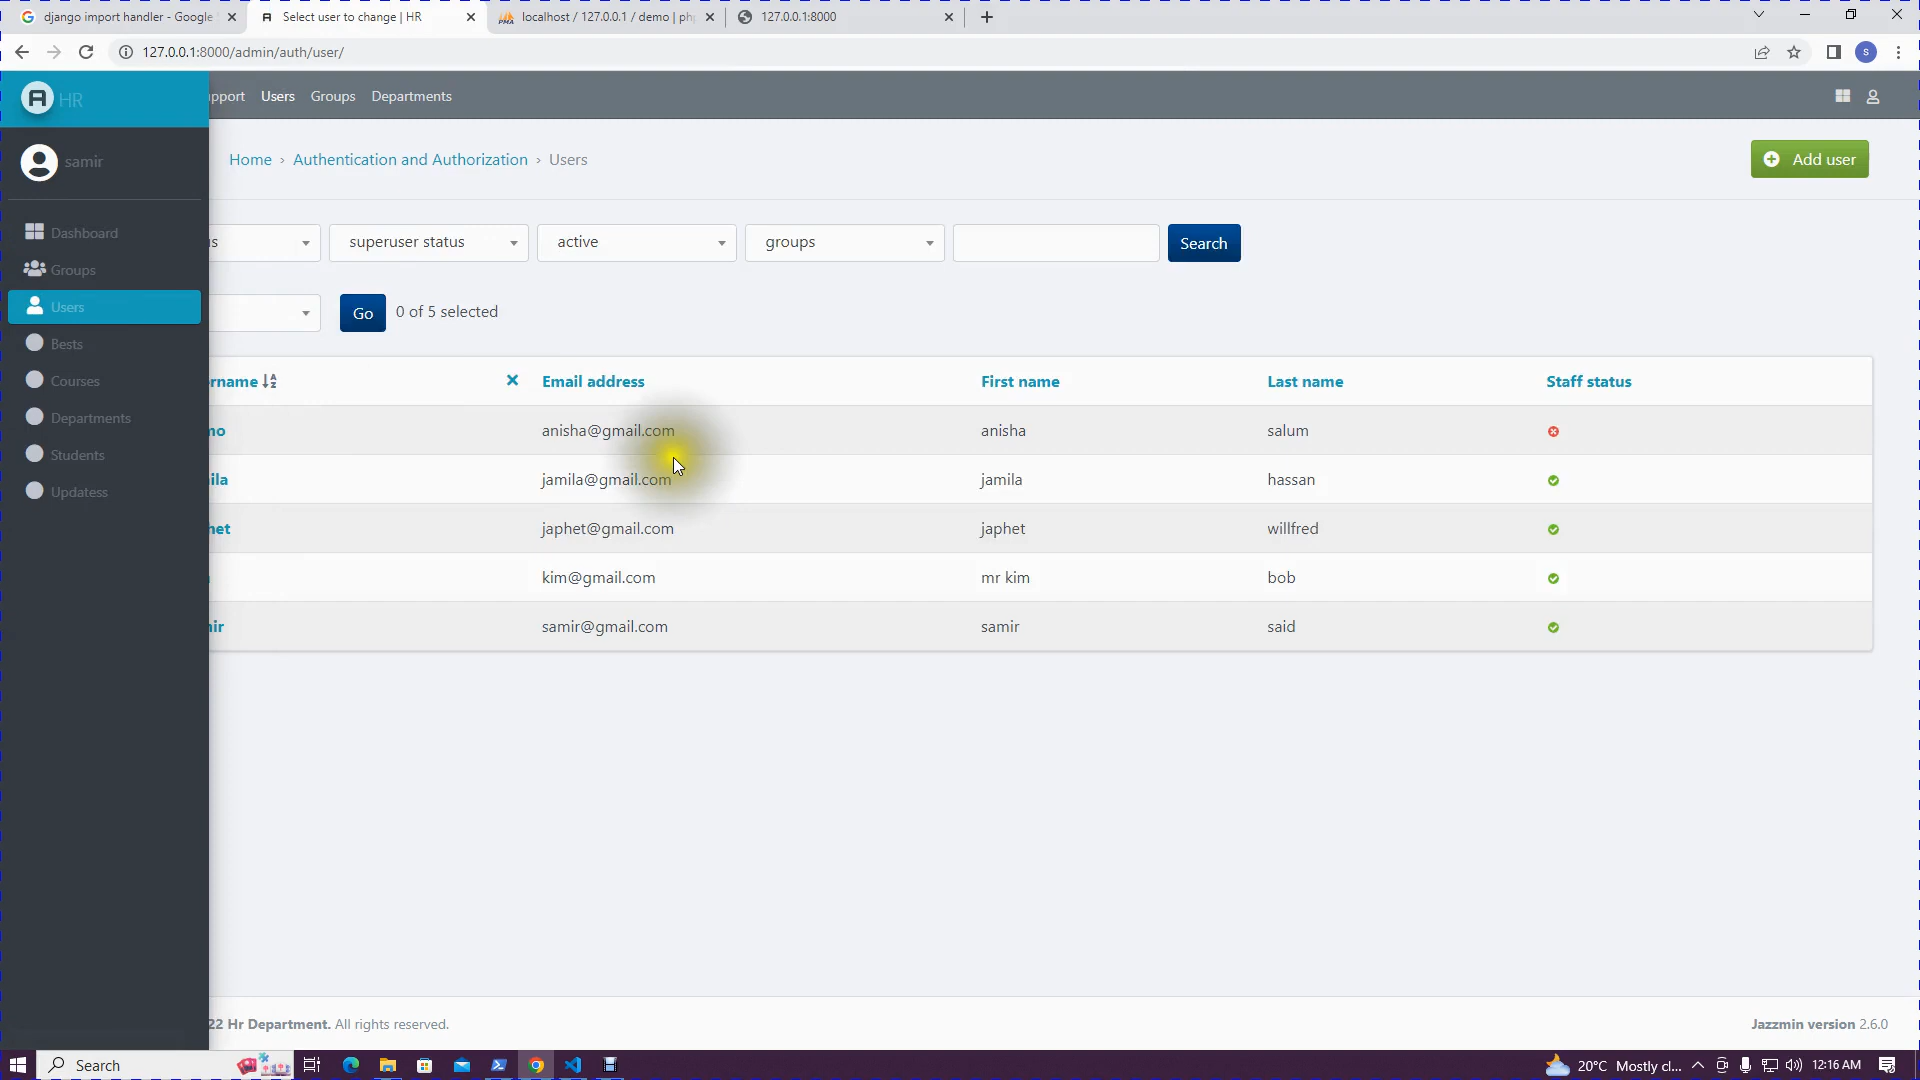 django import handler - Google
Select user to change | HR
localhost / 127.0.0.1 / demo | ph
127.0.0.1:8000
127.0.0.1:8000/admin/auth/user/
S
HR
pport
Users
Groups
Departments
samir
Home › Authentication and Authorization › Users
Add user
Dashboard
Groups
Users
Bests
Courses
Departments
Students
Updatess
us
superuser status
active
groups
Search
Go
0 of 5 selected
rname
Email address
First name
Last name
Staff status
mo
anisha@gmail.com
anisha
salum
ila
jamila@gmail.com
jamila
hassan
het
japhet@gmail.com
japhet
willfred
kim@gmail.com
mr kim
bob
ir
samir@gmail.com
samir
said
22 Hr Department. All rights reserved.
Jazzmin version 2.6.0
Search
20°C Mostly cl...
12:16 AM